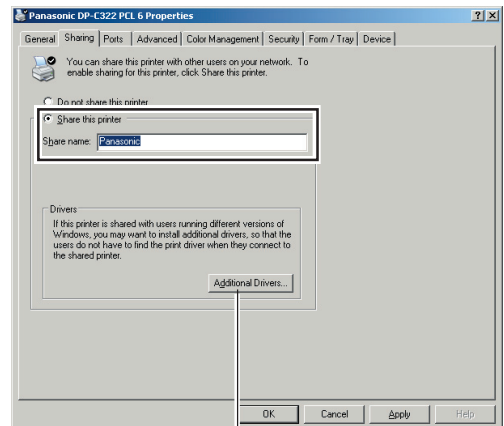 Panasonic DP-C322 PCL 6 Properties
General Sharing Ports Advanced Color Management Security Form / Tray Device
You can share this printer with other users on your network. To
enable sharing for this printer, click Share this printer.
Do not share this printer
Share this printer
Share name: Panasonic
Drivers
If this printer is shared with users running different versions of
Windows, you may want to install additional drivers, so that the
users do not have to find the print driver when they connect to
the shared printer.
Additional Drivers...
OK Cancel Apply Help